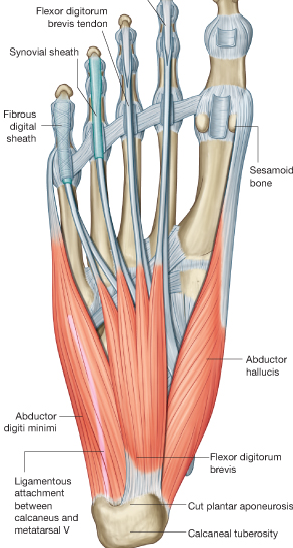 Flexor digitorum
brevis tendon
Synovial sheath
Fibrous
digital
sheath
Sesamoid
bone
Abductor
hallucis
Abductor
digiti minimi
Flexor digitorum
brevis
Ligamentous
attachment
between
calcaneus and
metatarsal V
Cut plantar aponeurosis
Calcaneal tuberosity